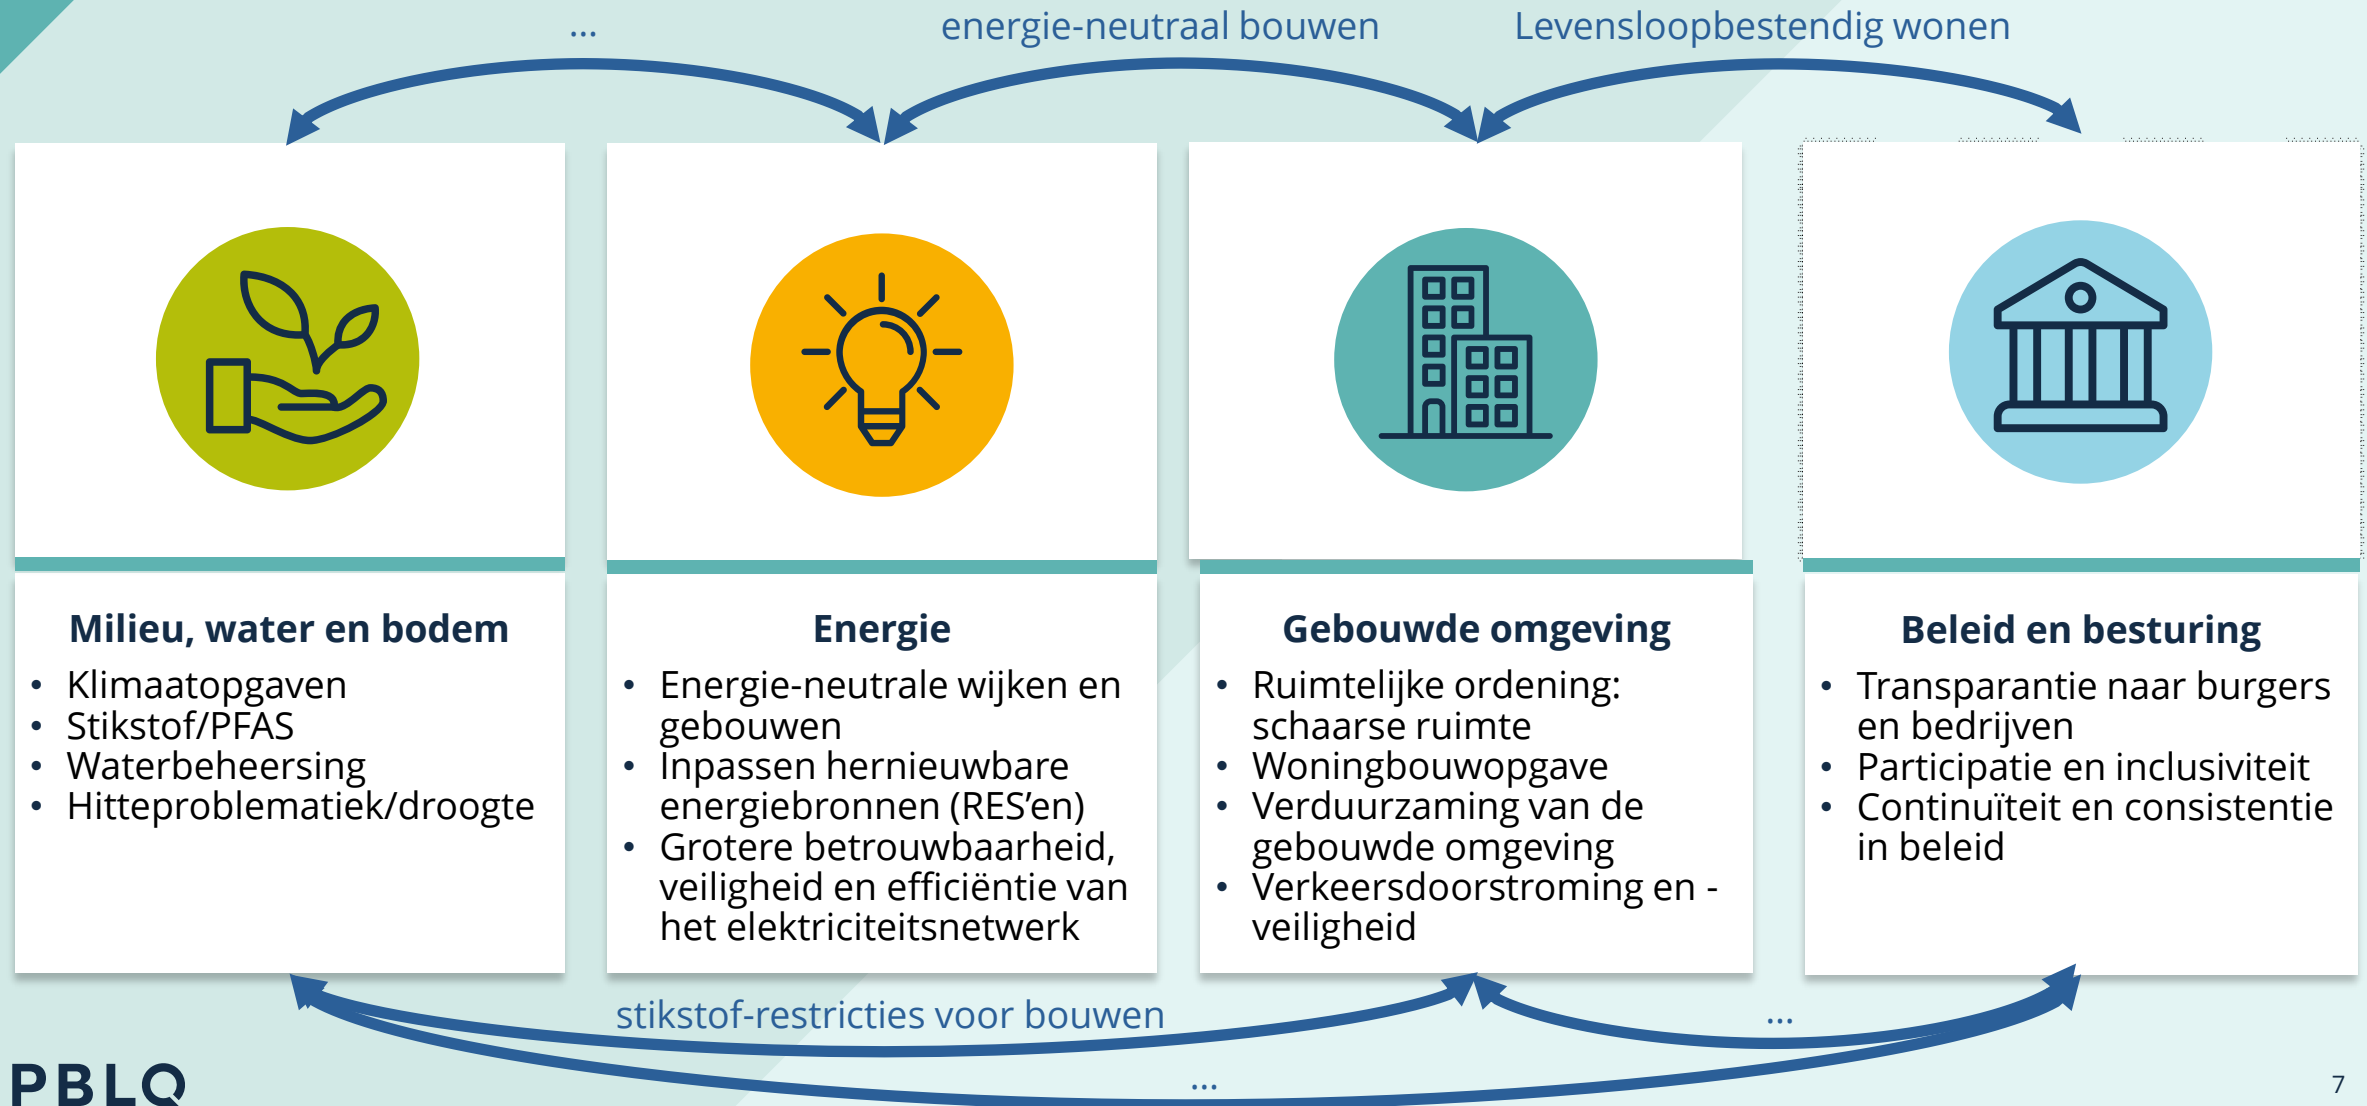 ...
energie-neutraal bouwen
Levensloopbestendig wonen
Milieu, water en bodem
• Klimaatopgaven
• Stikstof/PFAS
• Waterbeheersing
• Hitteproblematiek/droogte
Energie
• Energie-neutrale wijken en
gebouwen
• Inpassen hernieuwbare
energiebronnen (RES’en)
• Grotere betrouwbaarheid,
veiligheid en efficiëntie van
het elektriciteitsnetwerk
Gebouwde omgeving
• Ruimtelijke ordening:
schaarse ruimte
• Woningbouwopgave
• Verduurzaming van de
gebouwde omgeving
• Verkeersdoorstroming en -
veiligheid
Beleid en besturing
• Transparantie naar burgers
en bedrijven
• Participatie en inclusiviteit
• Continuïteit en consistentie
in beleid
stikstof-restricties voor bouwen
...
...
PBLQ
7